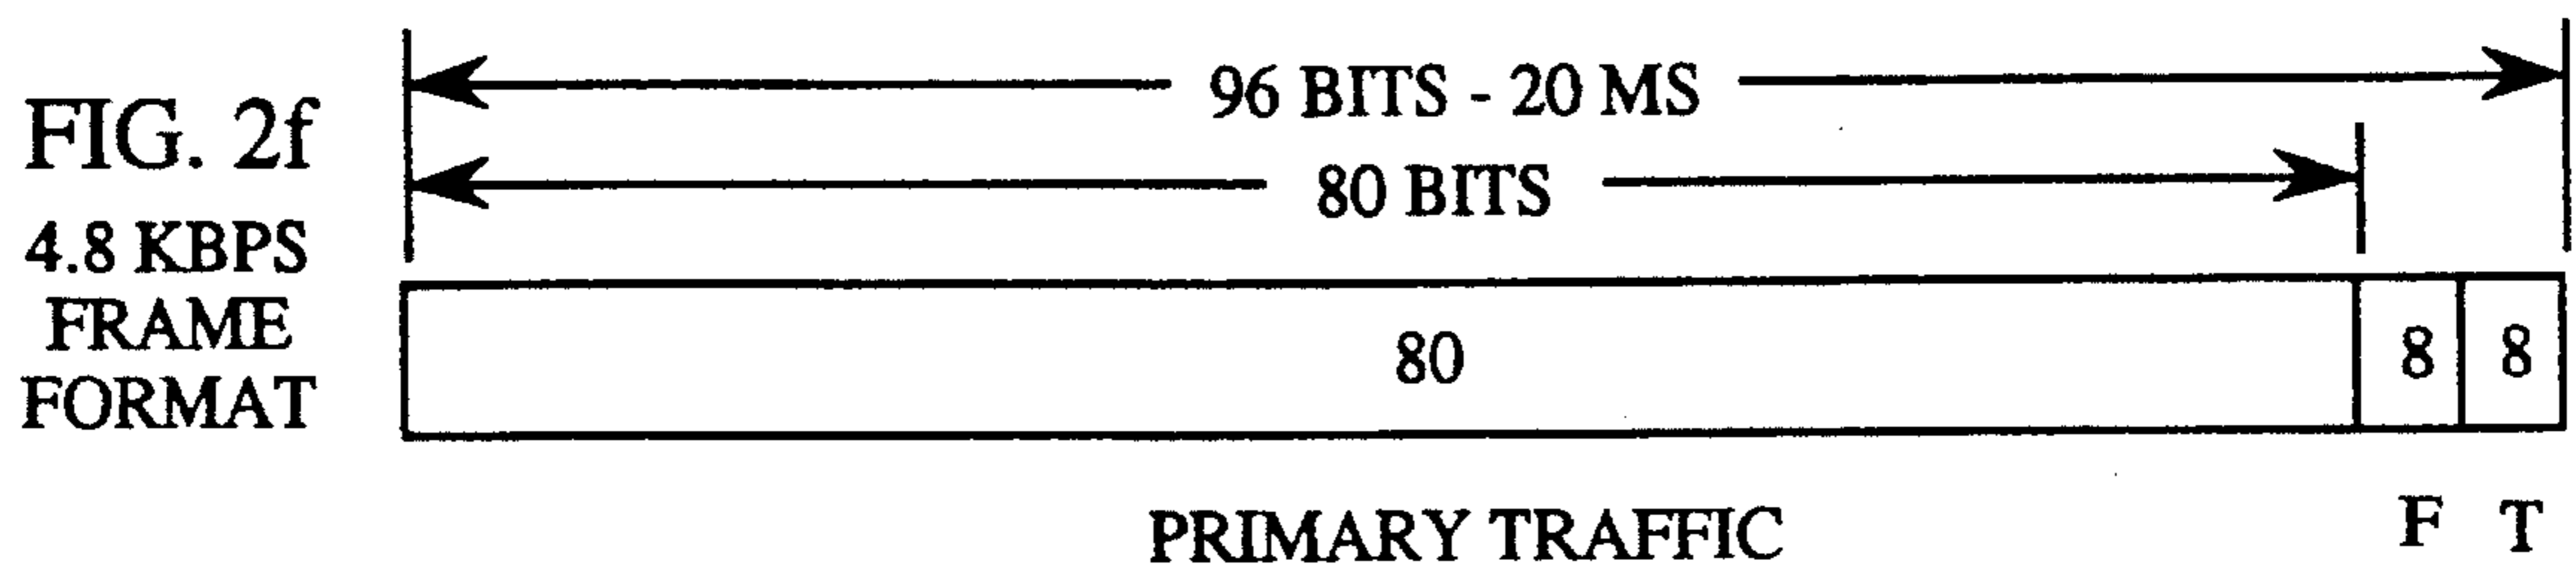 FIG. 2f
4.8 KBPS
FRAME
FORMAT
96 BITS - 20 MS
80 BITS
80 8 8
PRIMARY TRAFFIC F T